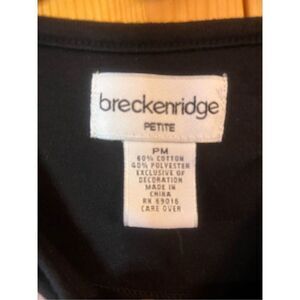 breckenridge
PETITE
PM
60% COTTON
40% POLYESTER
EXCLUSIVE OF
DECORATION
MADE IN
CHINA
RN 69016
CARE OVER